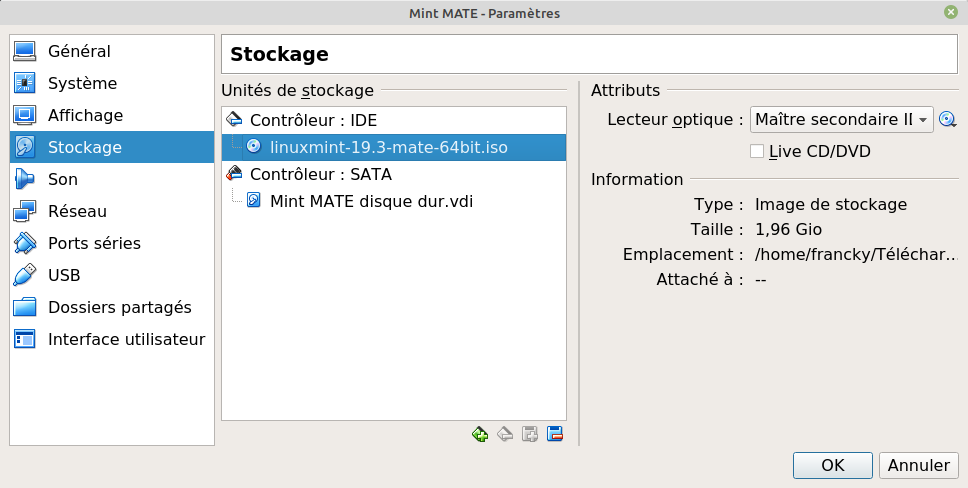 Mint MATE - Paramètres
Général
Système
Affichage
Stockage
Son
Réseau
Ports séries
USB
Dossiers partagés
Interface utilisateur
Stockage
Unités de stockage
Contrôleur : IDE
linuxmint-19.3-mate-64bit.iso
Contrôleur : SATA
Mint MATE disque dur.vdi
Attributs
Lecteur optique : Maître secondaire II
Live CD/DVD
Information
Type : Image de stockage
Taille : 1,96 Gio
Emplacement : /home/francky/Téléchar...
Attaché à : --
OK Annuler